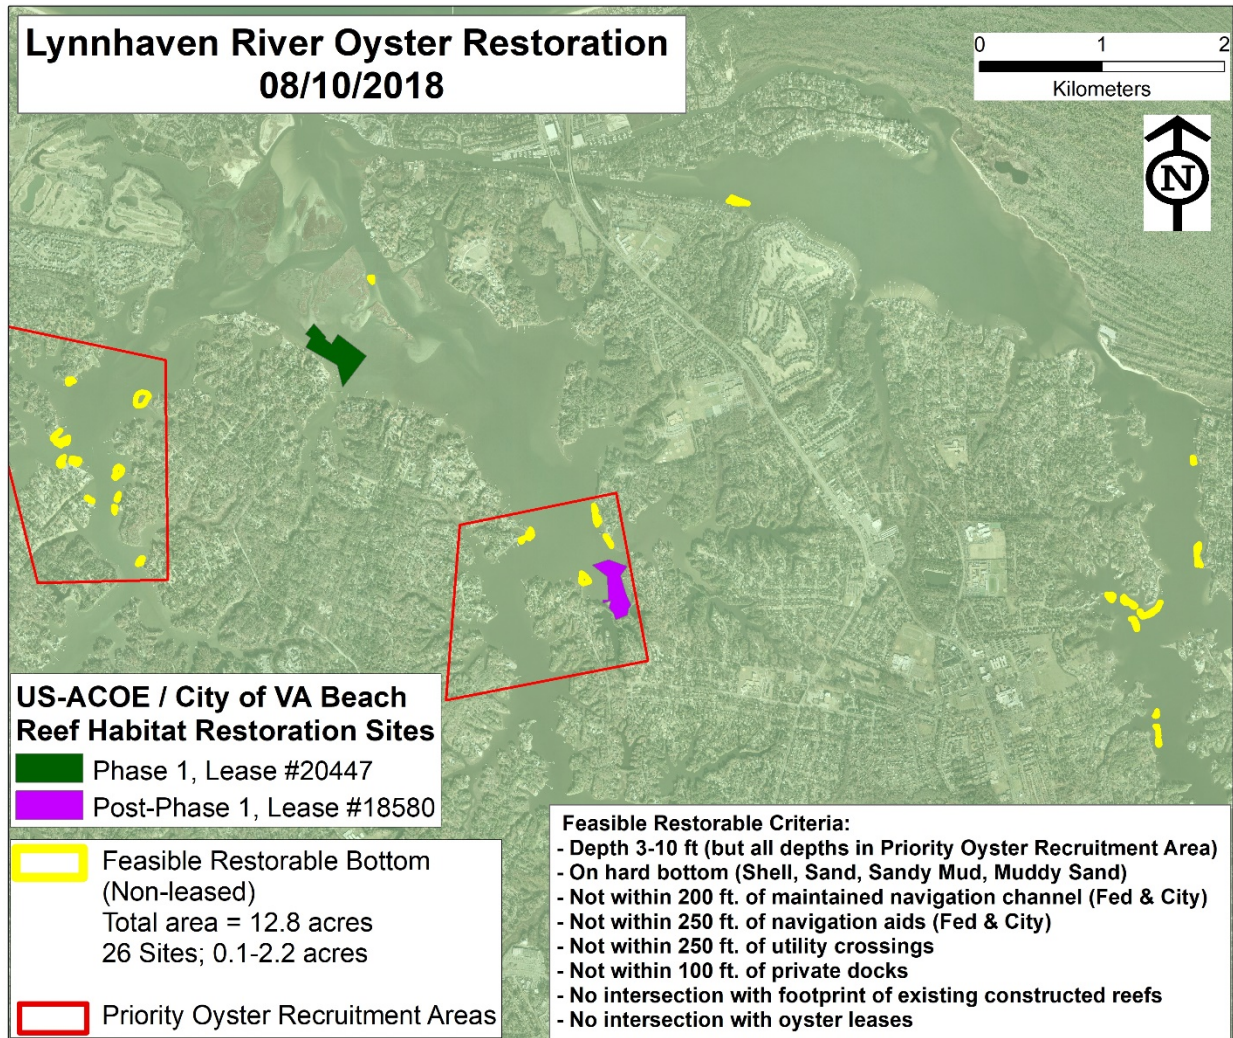 Lynnhaven River Oyster Restoration
08/10/2018
0 1 2
Kilometers
N
US-ACOE / City of VA Beach
Reef Habitat Restoration Sites
Phase 1, Lease #20447
Post-Phase 1, Lease #18580
Feasible Restorable Bottom
(Non-leased)
Total area = 12.8 acres
26 Sites; 0.1-2.2 acres
Priority Oyster Recruitment Areas
Feasible Restorable Criteria:
- Depth 3-10 ft (but all depths in Priority Oyster Recruitment Area)
- On hard bottom (Shell, Sand, Sandy Mud, Muddy Sand)
- Not within 200 ft. of maintained navigation channel (Fed & City)
- Not within 250 ft. of navigation aids (Fed & City)
- Not within 250 ft. of utility crossings
- Not within 100 ft. of private docks
- No intersection with footprint of existing constructed reefs
- No intersection with oyster leases